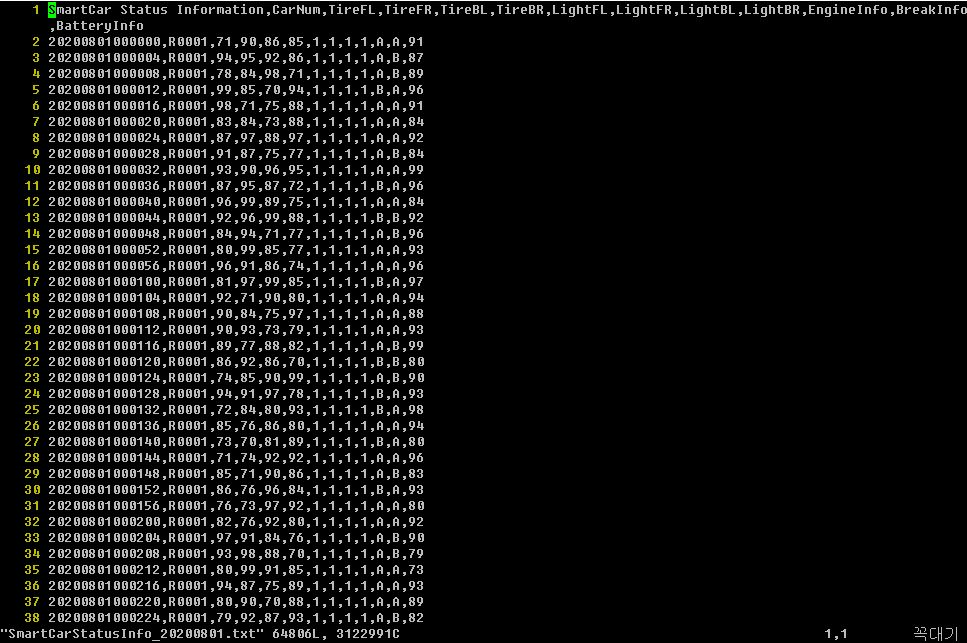 1 SmartCar Status Information,CarNum,TireFL,TireFR,TireBL,TireBR,LightFL,LightFR,LightBL,LightBR,EngineInfo,BreakInfo
,BatteryInfo
2 20200801000000,R0001,71,90,86,85,1,1,1,1,A,A,91
3 20200801000004,R0001,94,95,92,86,1,1,1,1,A,B,87
4 20200801000008,R0001,78,84,98,71,1,1,1,1,A,B,89
5 20200801000012,R0001,99,85,70,94,1,1,1,1,B,A,96
6 20200801000016,R0001,98,71,75,88,1,1,1,1,A,A,91
7 20200801000020,R0001,83,84,73,88,1,1,1,1,A,A,84
8 20200801000024,R0001,87,97,88,97,1,1,1,1,A,A,92
9 20200801000028,R0001,91,87,75,77,1,1,1,1,A,B,84
10 20200801000032,R0001,93,90,96,95,1,1,1,1,A,A,99
11 20200801000036,R0001,87,95,87,72,1,1,1,1,B,A,96
12 20200801000040,R0001,96,99,89,75,1,1,1,1,A,A,84
13 20200801000044,R0001,92,96,99,88,1,1,1,1,B,B,92
14 20200801000048,R0001,84,94,71,77,1,1,1,1,A,B,96
15 20200801000052,R0001,80,99,85,77,1,1,1,1,A,A,93
16 20200801000056,R0001,96,91,86,74,1,1,1,1,A,A,96
17 20200801000100,R0001,81,97,99,85,1,1,1,1,B,A,97
18 20200801000104,R0001,92,71,90,80,1,1,1,1,A,A,94
19 20200801000108,R0001,90,84,75,97,1,1,1,1,A,A,88
20 20200801000112,R0001,90,93,73,79,1,1,1,1,A,A,93
21 20200801000116,R0001,89,77,88,82,1,1,1,1,A,B,99
22 20200801000120,R0001,86,92,86,70,1,1,1,1,B,B,80
23 20200801000124,R0001,74,85,90,99,1,1,1,1,A,B,90
24 20200801000128,R0001,94,91,97,78,1,1,1,1,B,A,93
25 20200801000132,R0001,72,84,80,93,1,1,1,1,B,A,98
26 20200801000136,R0001,85,76,86,80,1,1,1,1,A,A,94
27 20200801000140,R0001,73,70,81,89,1,1,1,1,B,A,80
28 20200801000144,R0001,71,74,92,92,1,1,1,1,A,A,96
29 20200801000148,R0001,85,71,90,86,1,1,1,1,A,B,83
30 20200801000152,R0001,86,76,96,84,1,1,1,1,B,A,93
31 20200801000156,R0001,76,73,97,92,1,1,1,1,A,A,80
32 20200801000200,R0001,82,76,92,80,1,1,1,1,A,A,92
33 20200801000204,R0001,97,91,84,76,1,1,1,1,A,B,90
34 20200801000208,R0001,93,98,88,70,1,1,1,1,A,B,79
35 20200801000212,R0001,80,99,91,85,1,1,1,1,A,A,73
36 20200801000216,R0001,94,87,75,89,1,1,1,1,A,A,93
37 20200801000220,R0001,80,90,70,88,1,1,1,1,A,A,89
38 20200801000224,R0001,79,92,87,93,1,1,1,1,A,B,82
"SmartCarStatusInfo_20200801.txt" 64806L, 3122991C 1,1 꼭대기